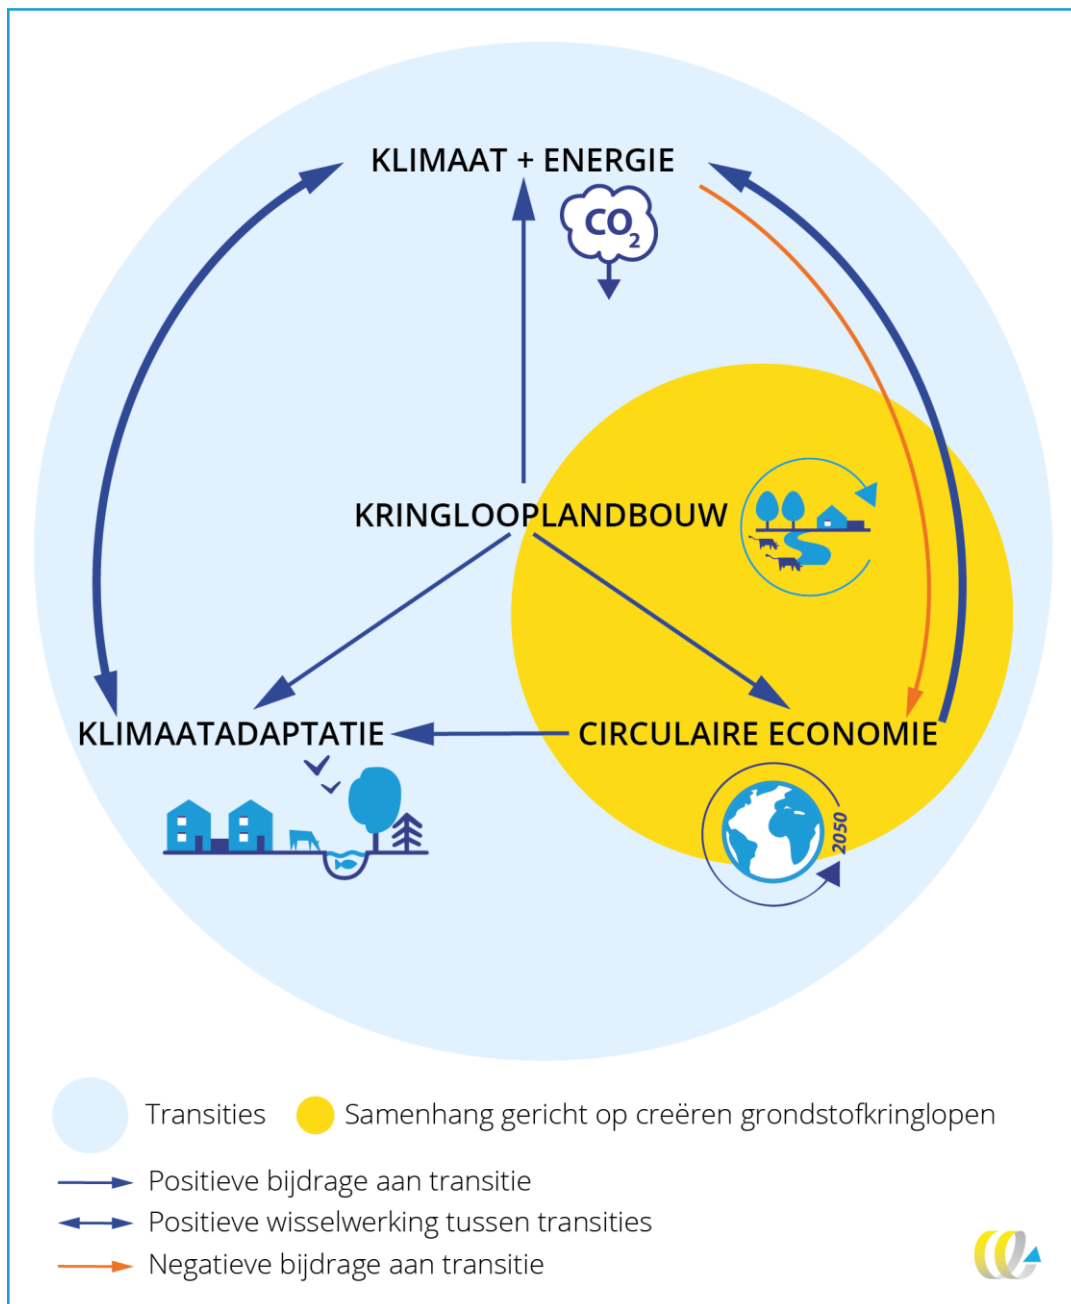 KLIMAAT + ENERGIE
CO2
KRINGLOOPLANDBOUW
KLIMAATADAPTATIE
CIRCULAIRE ECONOMIE
2050
Transities
Samenhang gericht op creëren grondstofkringlopen
Positieve bijdrage aan transitie
Positieve wisselwerking tussen transities
Negatieve bijdrage aan transitie